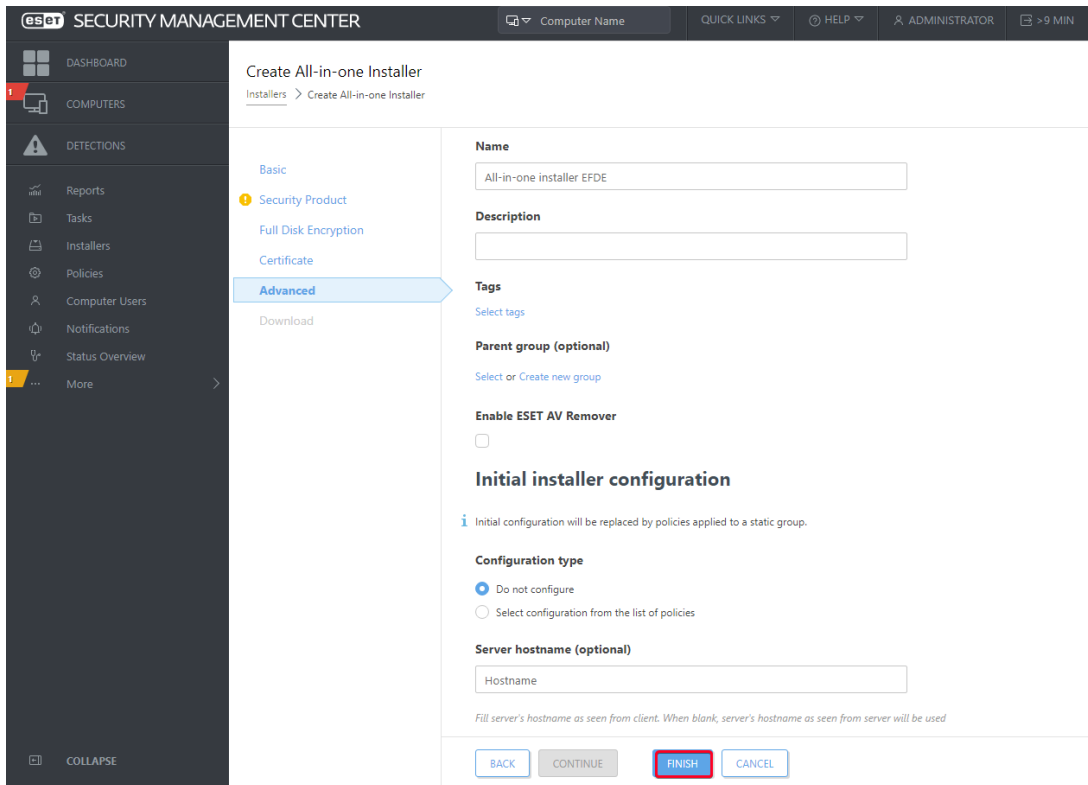 eset SECURITY MANAGEMENT CENTER
Computer Name
QUICK LINKS
HELP
ADMINISTRATOR
>9 MIN
DASHBOARD
1
COMPUTERS
DETECTIONS
Reports
Tasks
Installers
Policies
Computer Users
Notifications
Status Overview
1
More
COLLAPSE
Create All-in-one Installer
Installers > Create All-in-one Installer
Basic
Security Product
Full Disk Encryption
Certificate
Advanced
Download
Name
All-in-one installer EFDE
Description
Tags
Select tags
Parent group (optional)
Select or Create new group
Enable ESET AV Remover
Initial installer configuration
Initial configuration will be replaced by policies applied to a static group.
Configuration type
Do not configure
Select configuration from the list of policies
Server hostname (optional)
Hostname
Fill server's hostname as seen from client. When blank, server's hostname as seen from server will be used
BACK
CONTINUE
FINISH
CANCEL